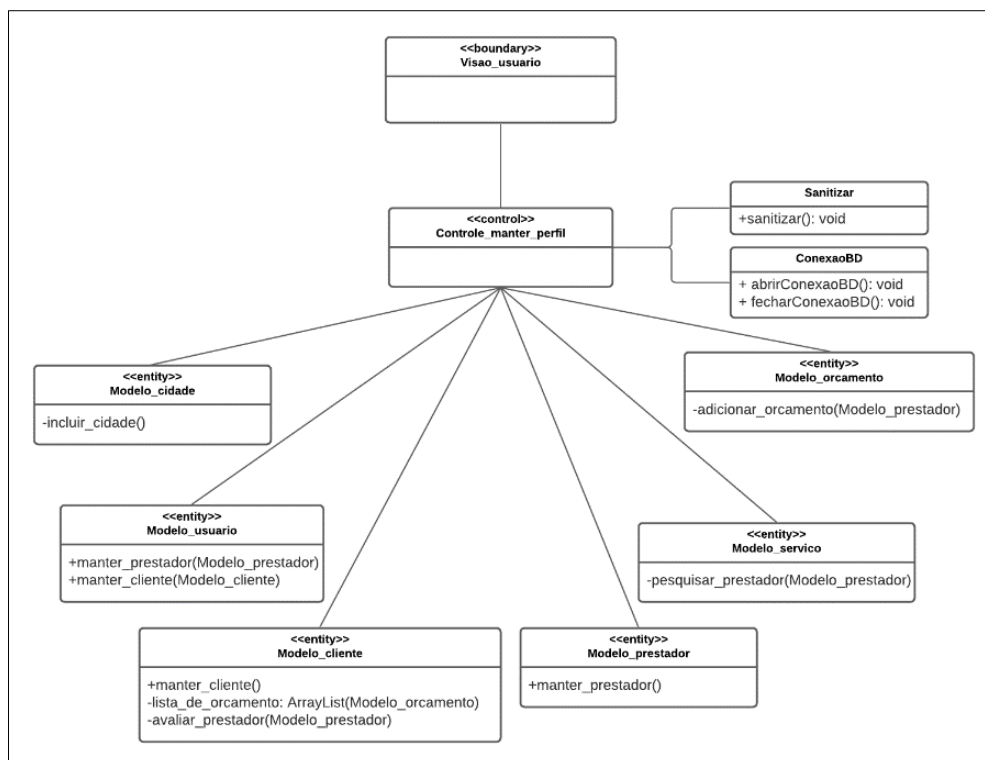 <<boundary>>
Visao_usuario
<<control>>
Controle_manter_perfil
Sanitizar
+sanitizar(): void
ConexaoBD
+ abrirConexaoBD(): void
+ fecharConexaoBD(): void
<<entity>>
Modelo_cidade
-incluir_cidade()
<<entity>>
Modelo_orcamento
-adicionar_orcamento(Modelo_prestador)
<<entity>>
Modelo_usuario
+manter_prestador(Modelo_prestador)
+manter_cliente(Modelo_cliente)
<<entity>>
Modelo_servico
-pesquisar_prestador(Modelo_prestador)
<<entity>>
Modelo_cliente
+manter_cliente()
-lista_de_orcamento: ArrayList(Modelo_orcamento)
-avaliar_prestador(Modelo_prestador)
<<entity>>
Modelo_prestador
+manter_prestador()